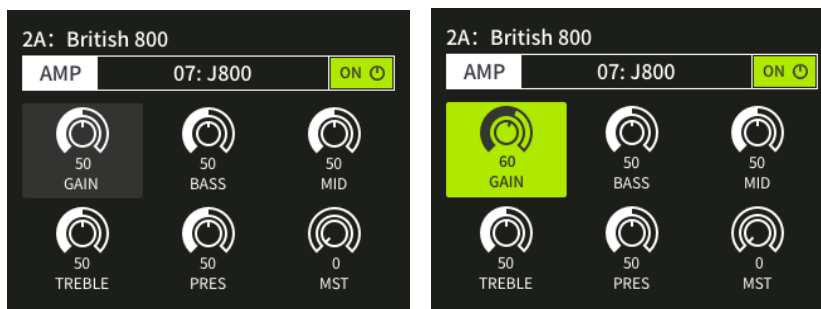 2A: British 800
AMP 07: J800 ON
50 50 50
GAIN BASS MID
50 50 0
TREBLE PRES MST
2A: British 800
AMP 07: J800 ON
60 50 50
GAIN BASS MID
50 50 0
TREBLE PRES MST